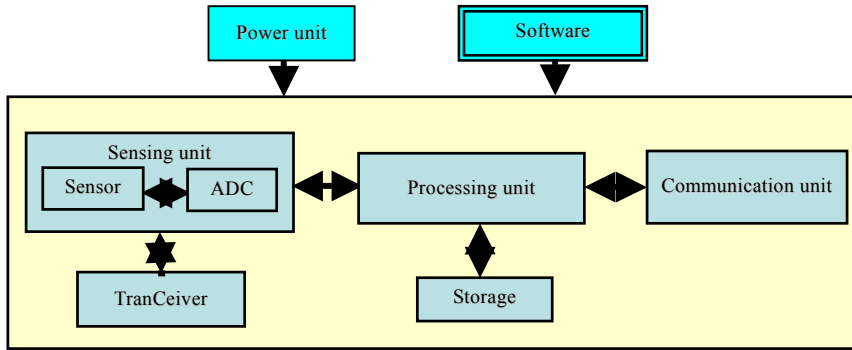 Power unit
Software
Sensing unit
Sensor
ADC
Processing unit
Communication unit
TranCeiver
Storage